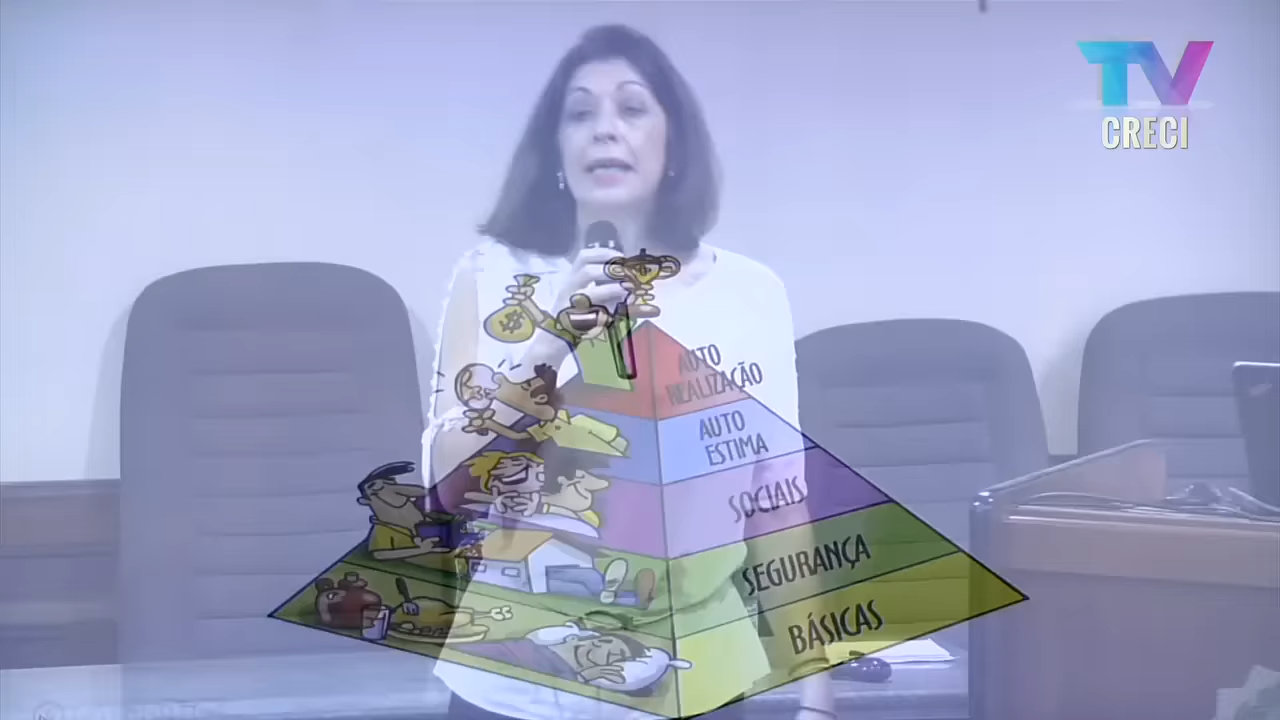 TV
CRECI
AUTO
REALIZAÇÃO
AUTO
ESTIMA
SOCIAIS
SEGURANÇA
BÁSICAS